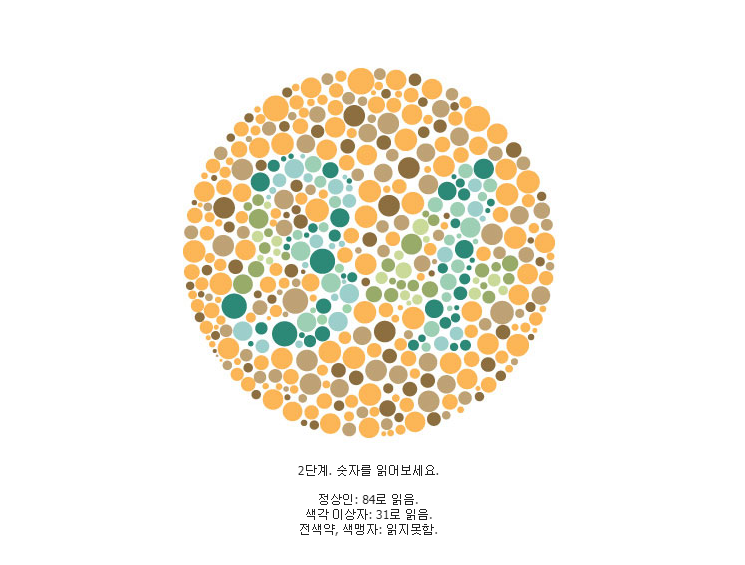 84
2단계. 숫자를 읽어보세요.
정상인: 84로 읽음.
색각 이상자: 31로 읽음.
전색약, 색맹자: 읽지못함.